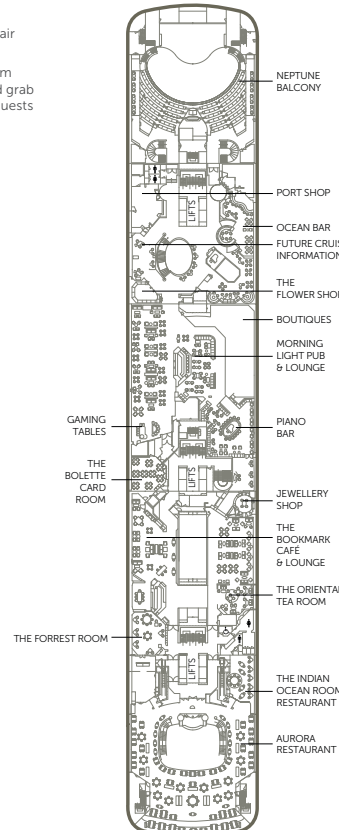 air
m
d grab
uests
NEPTUNE
BALCONY
PORT SHOP
LIFTS
OCEAN BAR
FUTURE CRUIS
INFORMATION
THE
FLOWER SHOP
BOUTIQUES
MORNING
LIGHT PUB
& LOUNGE
GAMING
TABLES
PIANO
BAR
THE
BOLETTE
CARD
ROOM
LIFTS
JEWELLERY
SHOP
THE
BOOKMARK
CAFÉ
& LOUNGE
THE ORIENTAL
TEA ROOM
THE FORREST ROOM
LIFTS
THE INDIAN
OCEAN ROOM
RESTAURANT
AURORA
RESTAURANT